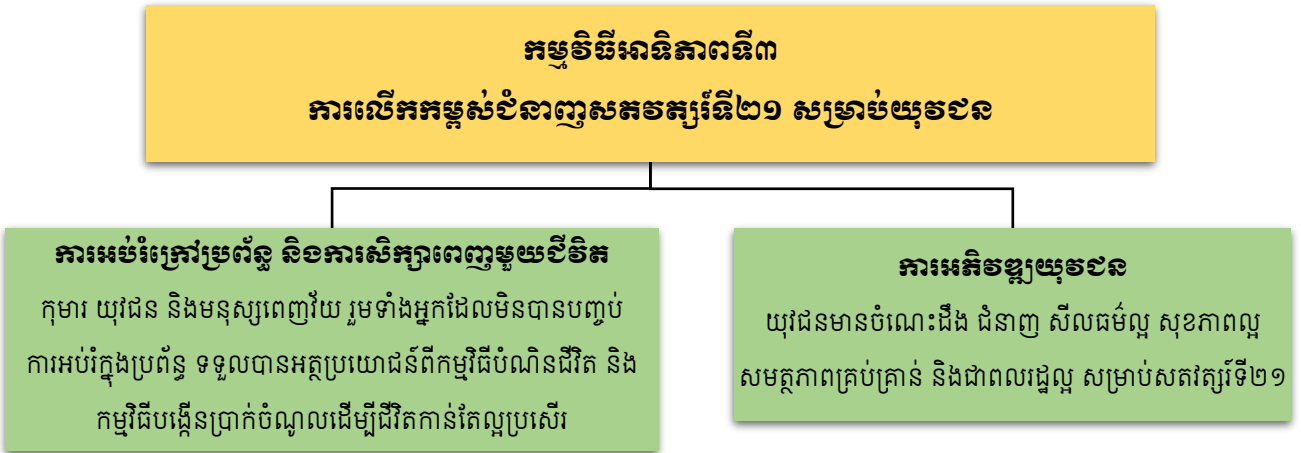 កម្មវិធីអាទិភាពទី៣
ការលើកកម្ពស់ជំនាញសតវត្សរ៍ទី២១ សម្រាប់យុវជន
ការអប់រំក្រៅប្រព័ន្ធ និងការសិក្សាពេញមួយជីវិត
កុមារ យុវជន និងមនុស្សពេញវ័យ រួមទាំងអ្នកដែលមិនបានបញ្ចប់
ការអប់រំក្នុងប្រព័ន្ធ ទទួលបានអត្ថប្រយោជន៍ពីកម្មវិធីបំណិនជីវិត និង
កម្មវិធីបង្កើនប្រាក់ចំណូលដើម្បីជីវិតកាន់តែល្អប្រសើរ
ការអភិវឌ្ឍយុវជន
យុវជនមានចំណេះដឹង ជំនាញ សីលធម៌ល្អ សុខភាពល្អ
សមត្ថភាពគ្រប់គ្រាន់ និងជាពលរដ្ឋល្អ សម្រាប់សតវត្សរ៍ទី២១